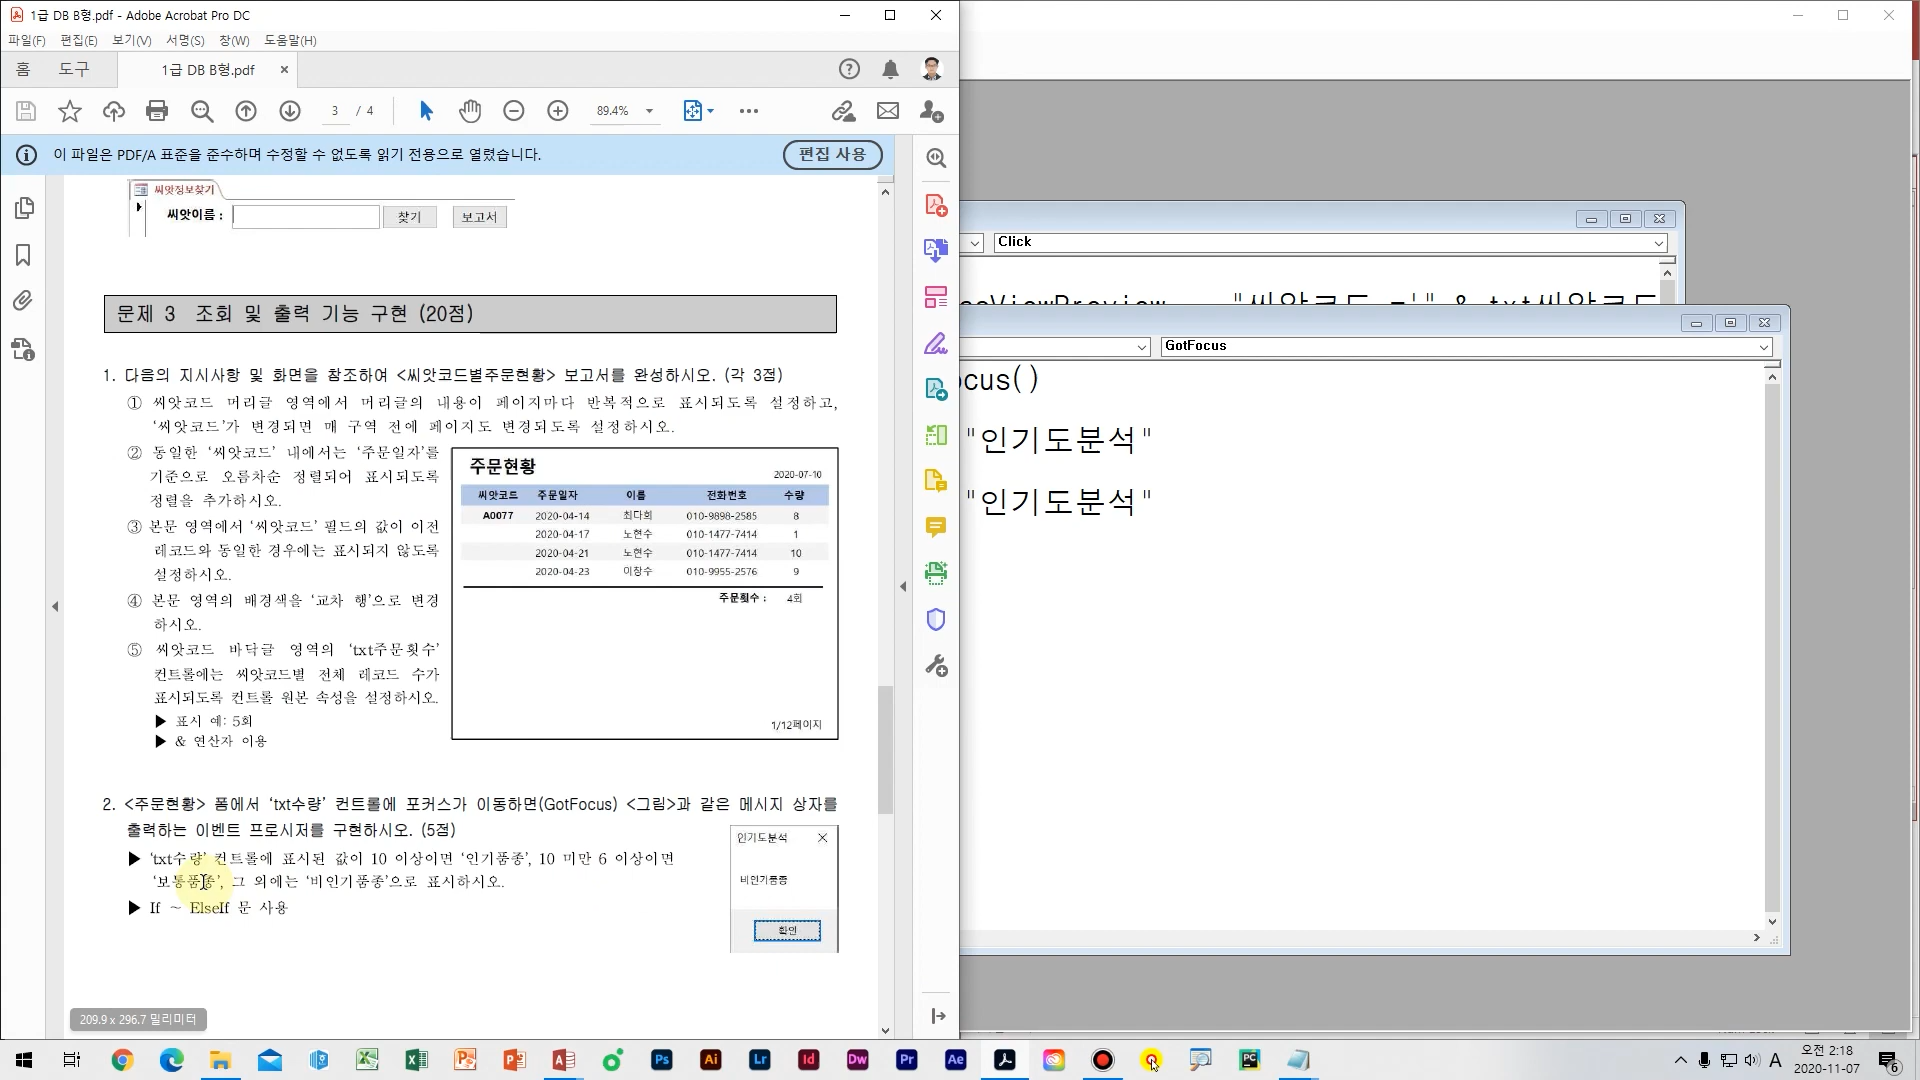 1급 DB B형.pdf - Adobe Acrobat Pro DC
파일(F) 편집(E) 보기(V) 서명(S) 창(W) 도움말(H)
홈 도구 1급 DB B형.pdf ×
3 / 4 89.4%
이 파일은 PDF/A 표준을 준수하며 수정할 수 없도록 읽기 전용으로 열렸습니다. 편집 사용
씨앗정보찾기
씨앗이름 : 찾기 보고서
문제 3 조회 및 출력 기능 구현 (20점)
1. 다음의 지시사항 및 화면을 참조하여 <씨앗코드별주문현황> 보고서를 완성하시오. (각 3점)
① 씨앗코드 머리글 영역에서 머리글의 내용이 페이지마다 반복적으로 표시되도록 설정하고,
‘씨앗코드’가 변경되면 매 구역 전에 페이지도 변경되도록 설정하시오.
② 동일한 ‘씨앗코드’ 내에서는 ‘주문일자’를
기준으로 오름차순 정렬되어 표시되도록
정렬을 추가하시오.
③ 본문 영역에서 ‘씨앗코드’ 필드의 값이 이전
레코드와 동일한 경우에는 표시되지 않도록
설정하시오.
④ 본문 영역의 배경색을 ‘교차 행’으로 변경
하시오.
⑤ 씨앗코드 바닥글 영역의 ‘txt주문횟수’
컨트롤에는 씨앗코드별 전체 레코드 수가
표시되도록 컨트롤 원본 속성을 설정하시오.
▶ 표시 예: 5회
▶ & 연산자 이용
주문현황
2020-07-10
씨앗코드 주문일자 이름 전화번호 수량
A0077 2020-04-14 최다희 010-9898-2585 8
2020-04-17 노현수 010-1477-7414 1
2020-04-21 노현수 010-1477-7414 10
2020-04-23 이장수 010-9955-2576 9
주문횟수 : 4회
1/12페이지
2. <주문현황> 폼에서 ‘txt수량’ 컨트롤에 포커스가 이동하면(GotFocus) <그림>과 같은 메시지 상자를
출력하는 이벤트 프로시저를 구현하시오. (5점)
▶ ‘txt수량’ 컨트롤에 표시된 값이 10 이상이면 ‘인기품종’, 10 미만 6 이상이면
‘보통품종’, 그 외에는 ‘비인기품종’으로 표시하시오.
▶ If ~ ElseIf 문 사용
인기도분석
비인기품종
확인
209.9 x 296.7 밀리미터
Click
"씨앗코드 ='" & txt씨앗코드
GotFocus
ocus()
"인기도분석"
"인기도분석"
Ps Ai Lr Id Dw Pr Ae PC
A 오전 2:18
2020-11-07
6